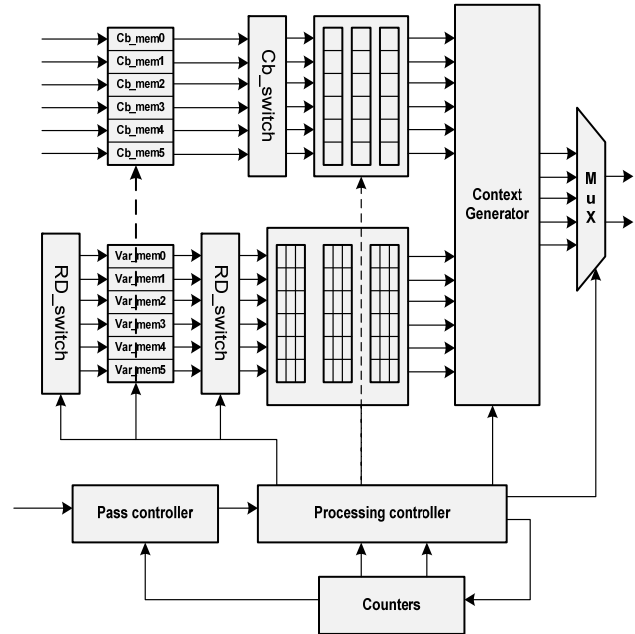 Cb_mem0
Cb_mem1
Cb_mem2
Cb_mem3
Cb_mem4
Cb_mem5
Cb_switch
Context
Generator
MuX
RD_switch
Var_mem0
Var_mem1
Var_mem2
Var_mem3
Var_mem4
Var_mem5
RD_switch
Pass controller
Processing controller
Counters